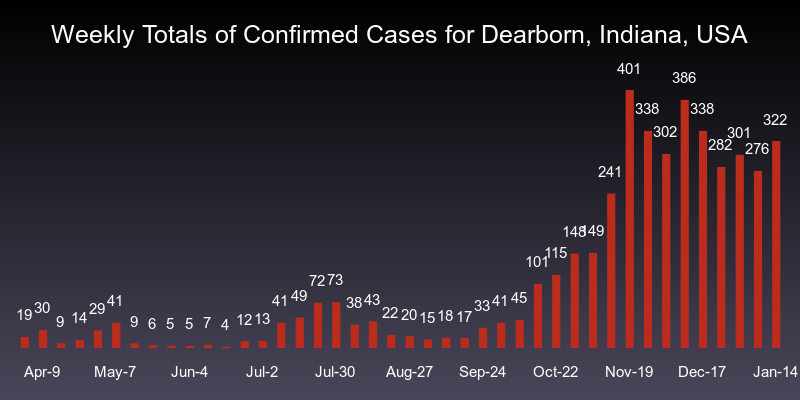 Weekly Totals of Confirmed Cases for Dearborn, Indiana, USA
19 30 9 14 29 41 9 6 5 5 7 4 12 13 41 49 72 73 38 43 22 20 15 18 17 33 41 45 101 115 148 149 241 401 338 302 386 338 282 301 276 322
Apr-9 May-7 Jun-4 Jul-2 Jul-30 Aug-27 Sep-24 Oct-22 Nov-19 Dec-17 Jan-14